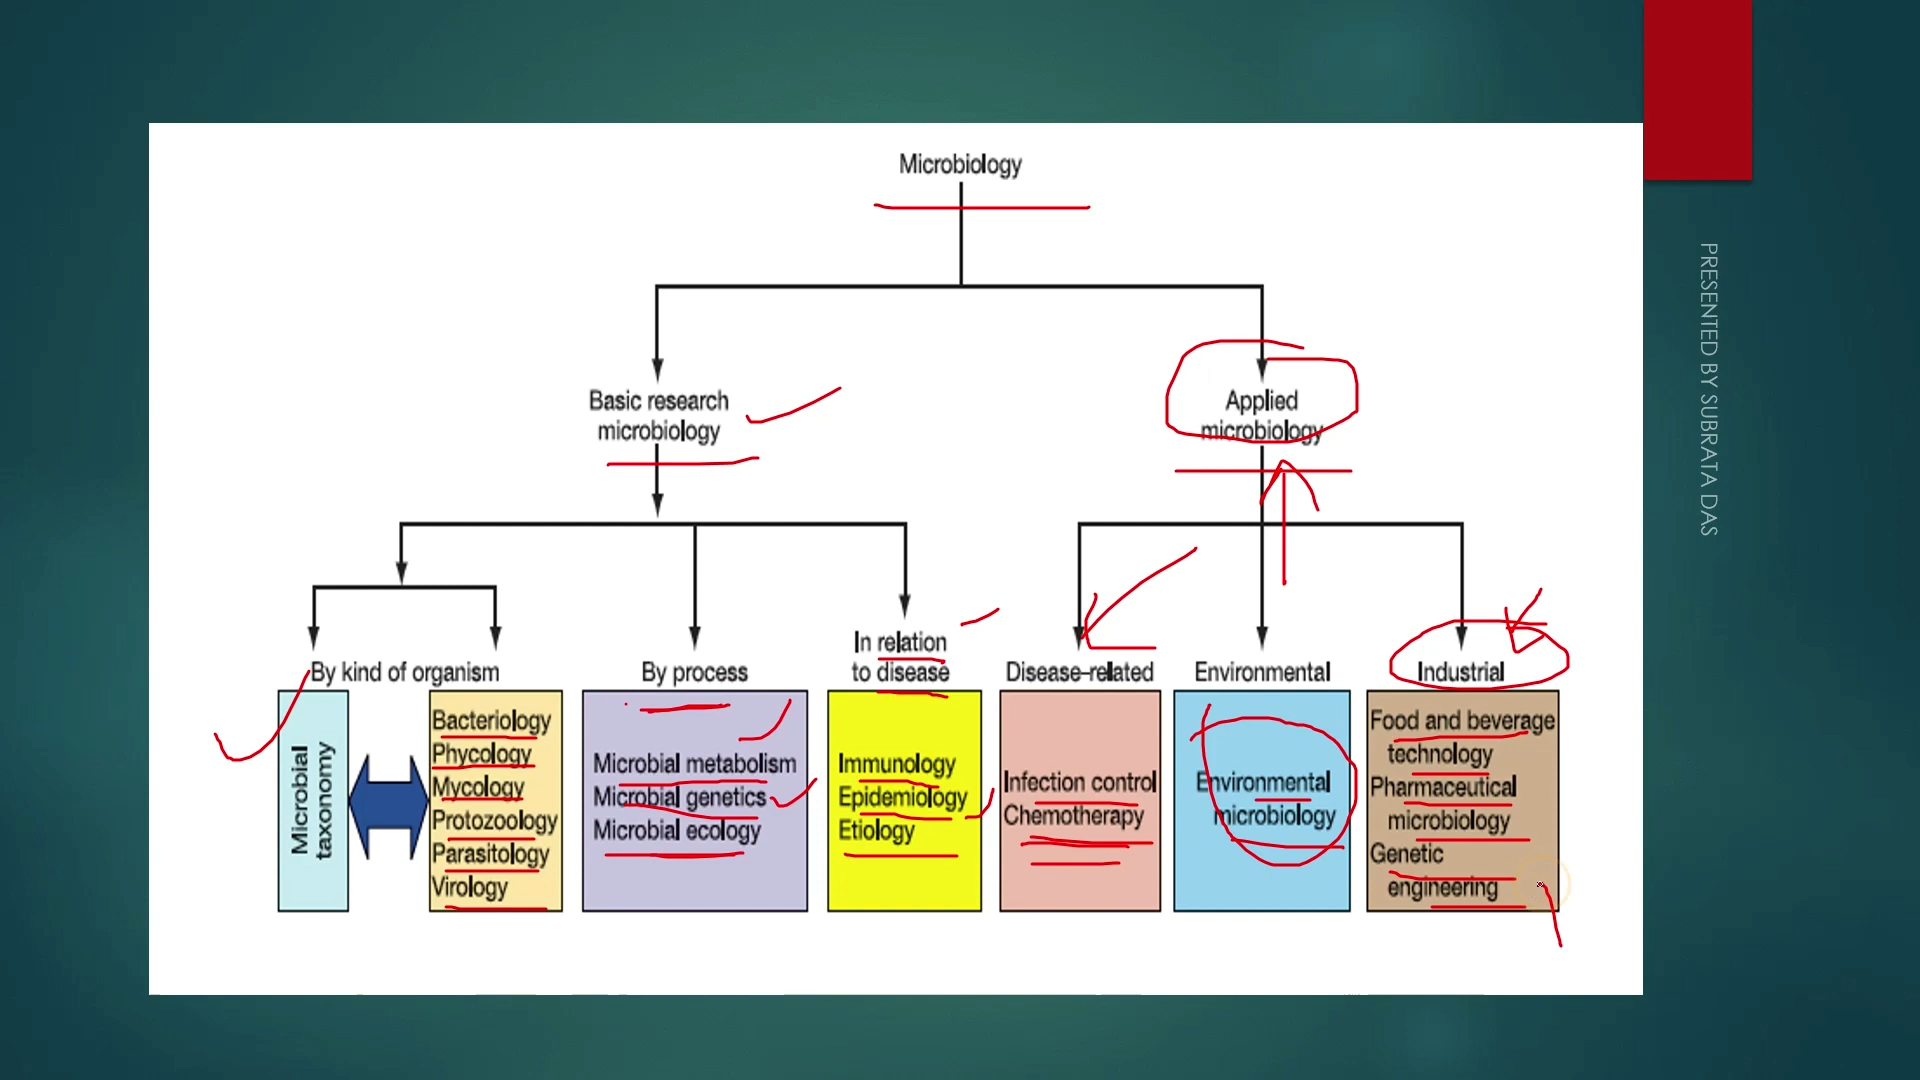 Microbiology
Basic research
microbiology
Applied
microbiology
By kind of organism
By process
In relation
to disease
Disease-related
Environmental
Industrial
Microbial
taxonomy
Bacteriology
Phycology
Mycology
Protozoology
Parasitology
Virology
Microbial metabolism
Microbial genetics
Microbial ecology
Immunology
Epidemiology
Etiology
Infection control
Chemotherapy
Environmental
microbiology
Food and beverage
technology
Pharmaceutical
microbiology
Genetic
engineering
PRESENTED BY SUBRATA DAS